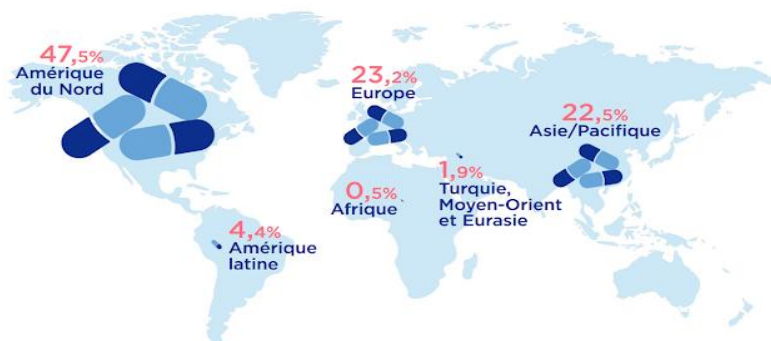 47,5%
Amérique
du Nord
23,2%
Europe
22,5%
Asie/Pacifique
1,9%
Turquie,
Moyen-Orient
et Eurasie
0,5%
Afrique
4,4%
Amérique
latine